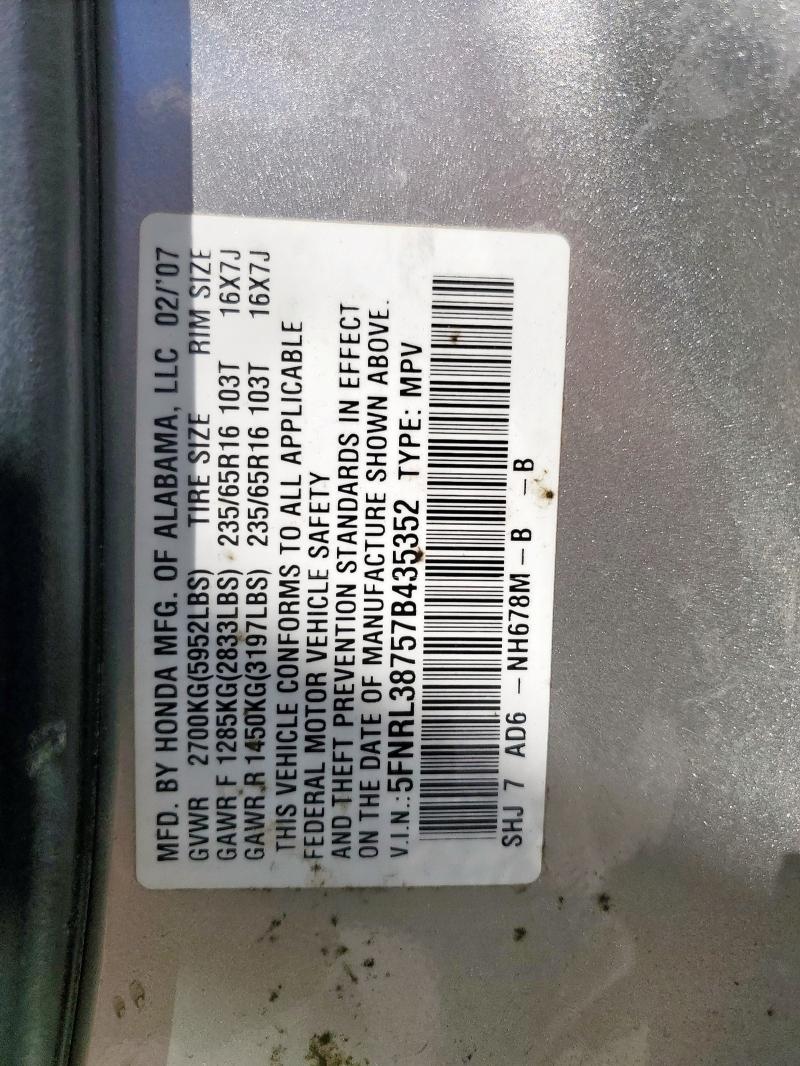 MFD. BY HONDA MFG. OF ALABAMA, LLC 02/'07
GVWR 2700KG(5952LBS) TIRE SIZE RIM SIZE
GAWR F 1285KG(2833LBS) 235/65R16 103T 16X7J
GAWR R 1450KG(3197LBS) 235/65R16 103T 16X7J
THIS VEHICLE CONFORMS TO ALL APPLICABLE
FEDERAL MOTOR VEHICLE SAFETY
AND THEFT PREVENTION STANDARDS IN EFFECT
ON THE DATE OF MANUFACTURE SHOWN ABOVE.
V.I.N.:5FNRL38757B435352 TYPE: MPV
SHJ 7 AD6 -NH678M-B -B